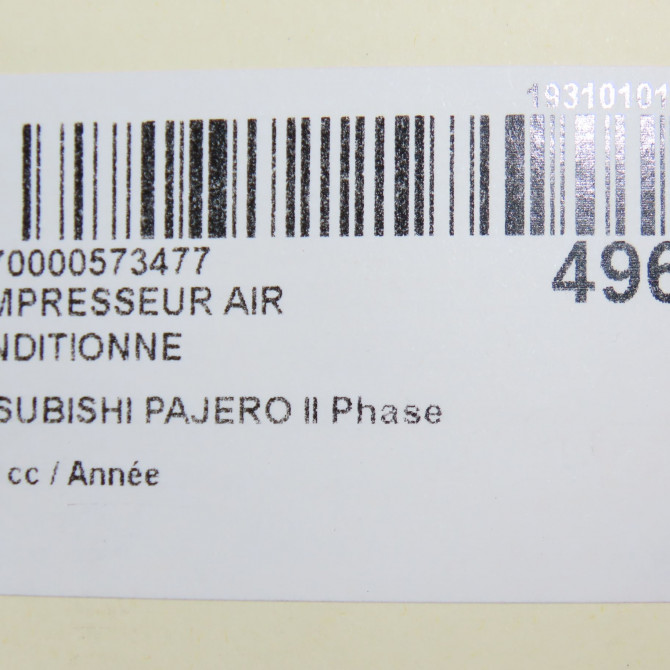 19310101
70000573477
496
MPRESSEUR AIR
NDITIONNE
SUBISHI PAJERO II Phase
cc / Année